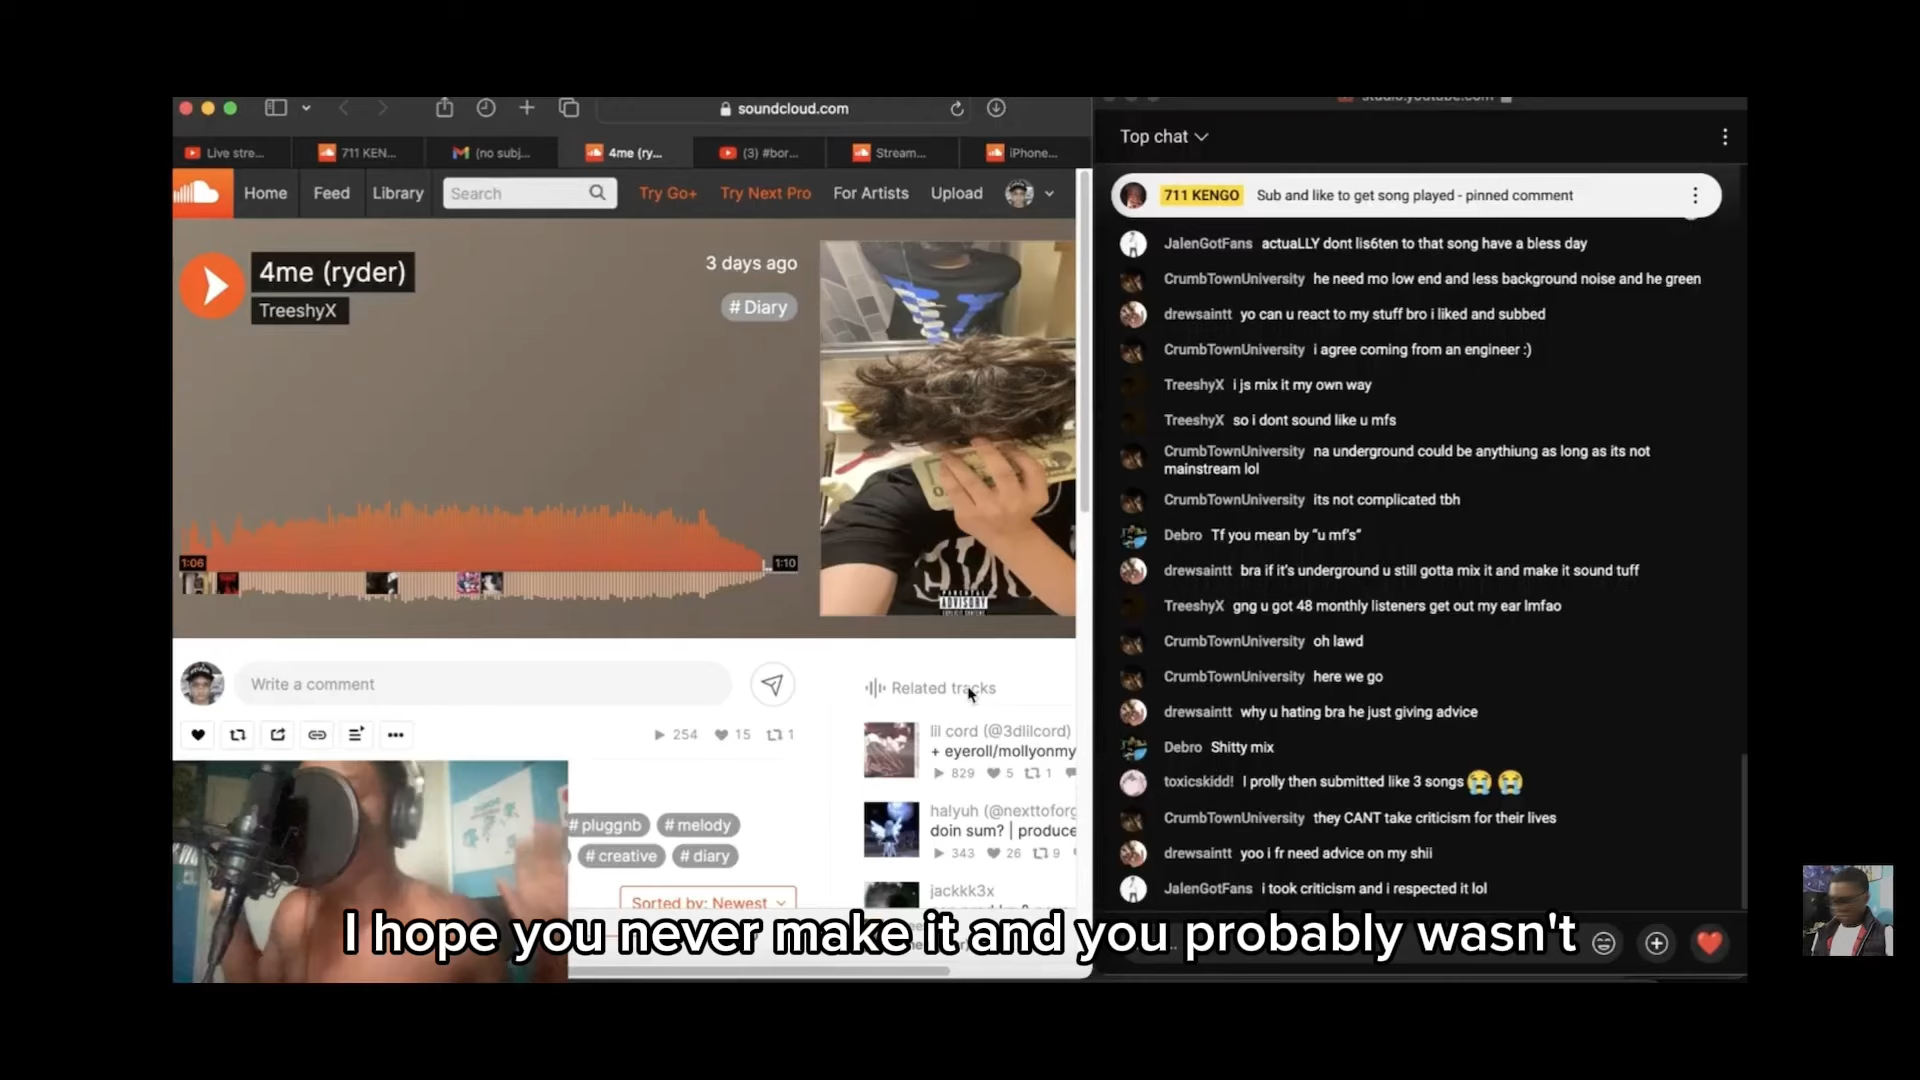 soundcloud.com
Live stre...
711 KEN...
(no subj...
4me (ry...
(3) #bor...
Stream...
iPhone...
Home
Feed
Library
Search
Try Go+
Try Next Pro
For Artists
Upload
4me (ryder)
TreeshyX
3 days ago
# Diary
1:06
1:10
PARENTAL
ADVISORY
EXPLICIT CONTENT
Write a comment
254
15
1
Related tracks
lil cord (@3dlilcord)
+ eyeroll/mollyonmy
829
5
1
halyuh (@nexttoforg
doin sum? | produce
343
26
9
jackkk3x
# pluggnb
# melody
# creative
# diary
Sorted by: Newest
studio.youtube.com
Top chat
711 KENGO Sub and like to get song played - pinned comment
JalenGotFans actuaLLY dont lis6ten to that song have a bless day
CrumbTownUniversity he need mo low end and less background noise and he green
drewsaintt yo can u react to my stuff bro i liked and subbed
CrumbTownUniversity i agree coming from an engineer :)
TreeshyX i js mix it my own way
TreeshyX so i dont sound like u mfs
CrumbTownUniversity na underground could be anythiung as long as its not
mainstream lol
CrumbTownUniversity its not complicated tbh
Debro Tf you mean by “u mf’s”
drewsaintt bra if it’s underground u still gotta mix it and make it sound tuff
TreeshyX gng u got 48 monthly listeners get out my ear lmfao
CrumbTownUniversity oh lawd
CrumbTownUniversity here we go
drewsaintt why u hating bra he just giving advice
Debro Shitty mix
toxicskidd! I prolly then submitted like 3 songs 😭 😭
CrumbTownUniversity they CANT take criticism for their lives
drewsaintt yoo i fr need advice on my shii
JalenGotFans i took criticism and i respected it lol
I hope you never make it and you probably wasn't